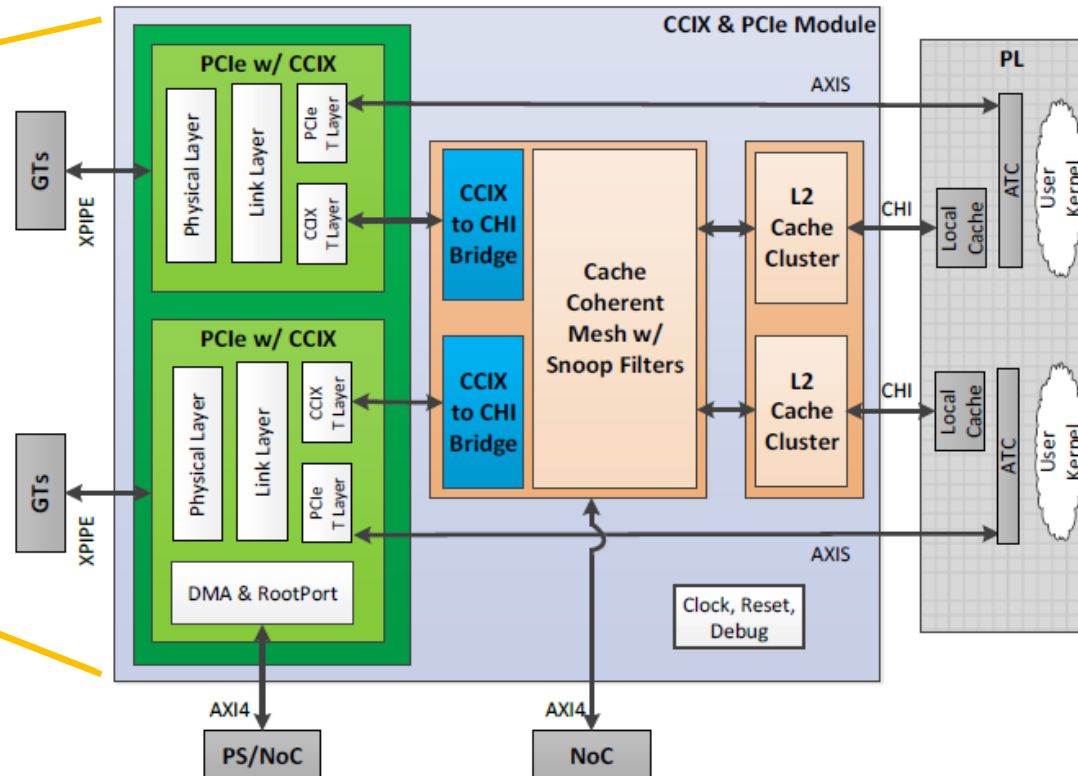 CCIX & PCIe Module
PCIe w/ CCIX
Physical Layer
Link Layer
PCIe
T Layer
CCIX
T Layer
GTs
XPIPE
AXIS
CCIX
to CHI
Bridge
Cache
Coherent
Mesh w/
Snoop Filters
L2
Cache
Cluster
CHI
PL
Local
Cache
ATC
User
Kernel
PCIe w/ CCIX
Physical Layer
Link Layer
CCIX
T Layer
PCIe
T Layer
DMA & RootPort
GTs
XPIPE
CCIX
to CHI
Bridge
L2
Cache
Cluster
CHI
Local
Cache
ATC
User
Kernel
AXIS
Clock, Reset,
Debug
AXI4
PS/NoC
AXI4
NoC